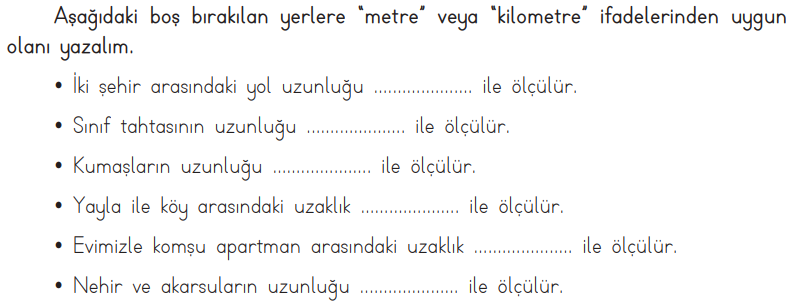 Aşağıdaki boş bırakılan yerlere “metre” veya “kilometre” ifadelerinden uygun
olanı yazalım.
• İki şehir arasındaki yol uzunluğu ..................... ile ölçülür.
• Sınıf tahtasının uzunluğu ..................... ile ölçülür.
• Kumaşların uzunluğu ..................... ile ölçülür.
• Yayla ile köy arasındaki uzaklık ..................... ile ölçülür.
• Evimizle komşu apartman arasındaki uzaklık ..................... ile ölçülür.
• Nehir ve akarsuların uzunluğu ..................... ile ölçülür.